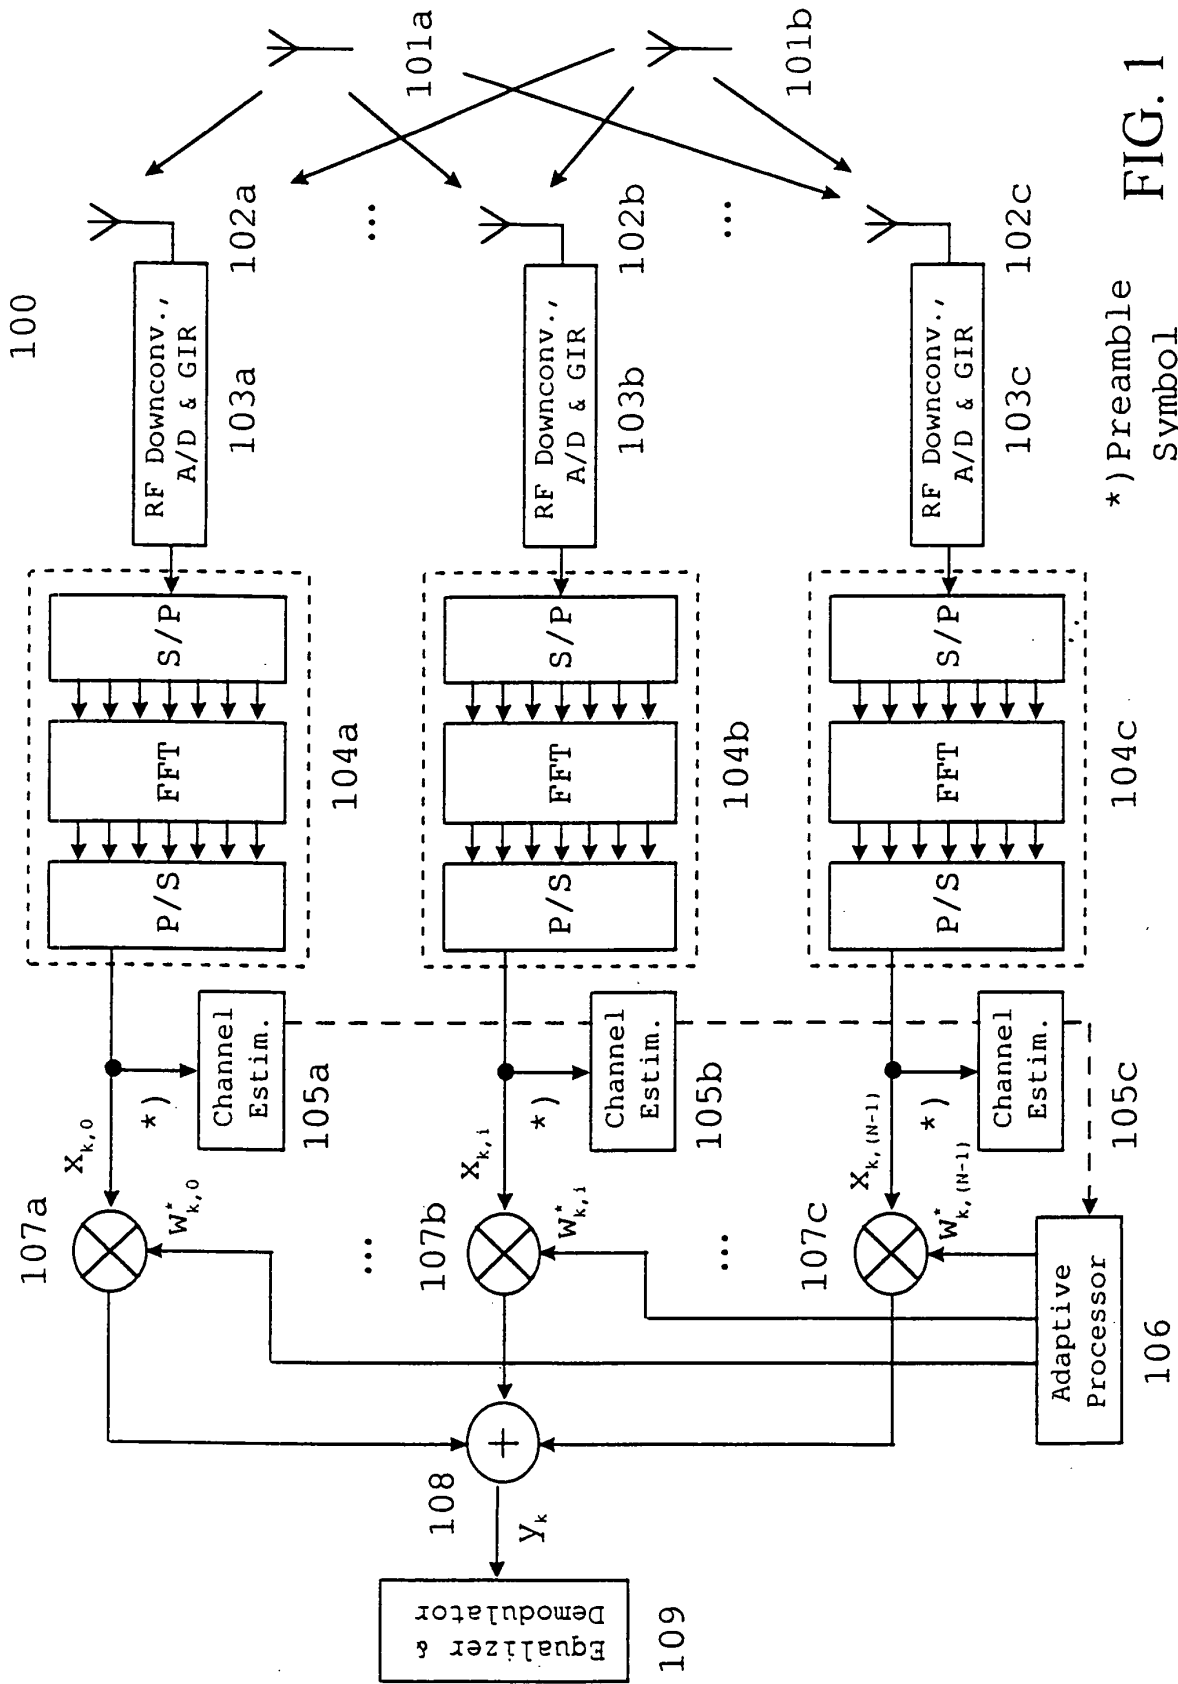 100
101a
101b
102a
RF Downconv.,
A/D & GIR
103a
S/P
FFT
P/S
104a
Channel
Estim.
105a
*)
x_{k,0}
w*_{k,0}
107a
...
...
102b
RF Downconv.,
A/D & GIR
103b
S/P
FFT
P/S
104b
Channel
Estim.
105b
*)
x_{k,i}
w*_{k,i}
107b
...
...
102c
RF Downconv.,
A/D & GIR
103c
S/P
FFT
P/S
104c
Channel
Estim.
105c
*)
x_{k,(N-1)}
w*_{k,(N-1)}
107c
Adaptive
Processor
106
+
108
y_k
Equalizer &
Demodulator
109
*)Preamble
Symbol
FIG. 1